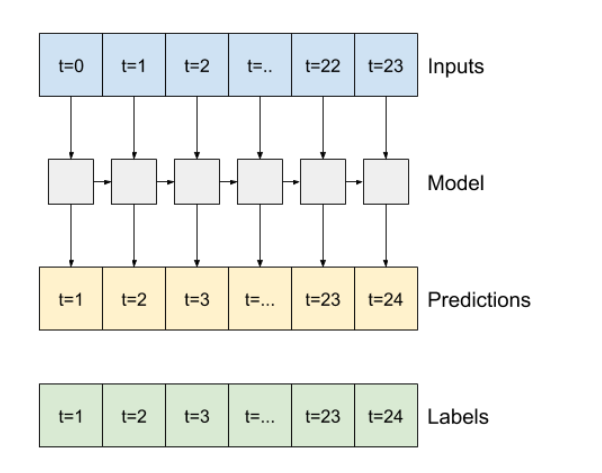 t=0 t=1 t=2 t=.. t=22 t=23 Inputs
Model
t=1 t=2 t=3 t=... t=23 t=24 Predictions
t=1 t=2 t=3 t=... t=23 t=24 Labels